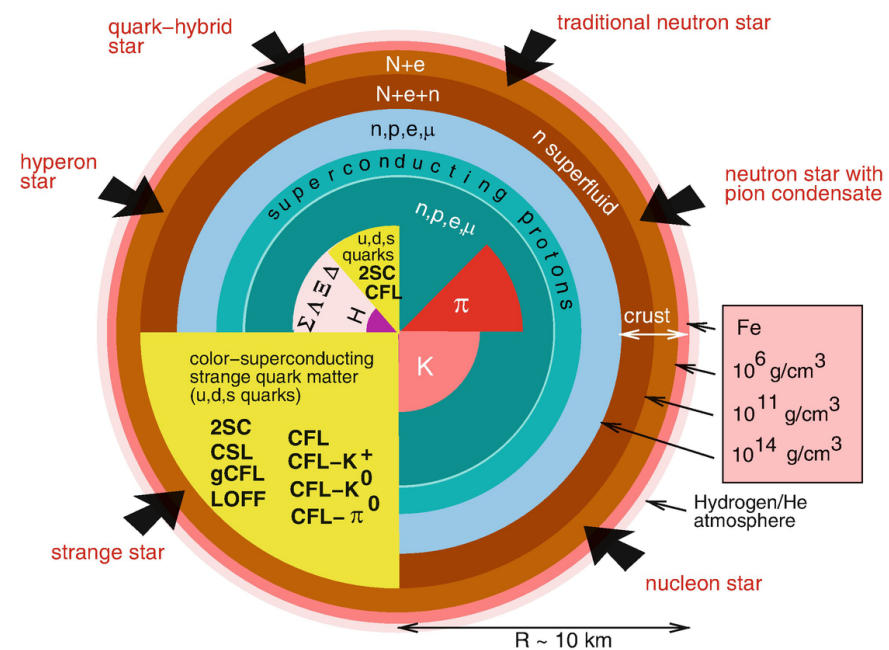 quark–hybrid
star
traditional neutron star
hyperon
star
neutron star with
pion condensate
N+e
N+e+n
n,p,e,μ
n superfluid
superconducting protons
n,p,e,μ
u,d,s
quarks
2SC
CFL
Σ Λ Ξ Δ
H
π
K
crust
Fe
10^6 g/cm^3
10^11 g/cm^3
10^14 g/cm^3
Hydrogen/He
atmosphere
color–superconducting
strange quark matter
(u,d,s quarks)
2SC
CSL
gCFL
LOFF
CFL
CFL–K^+
CFL–K^0
CFL–π^0
strange star
nucleon star
R ~ 10 km